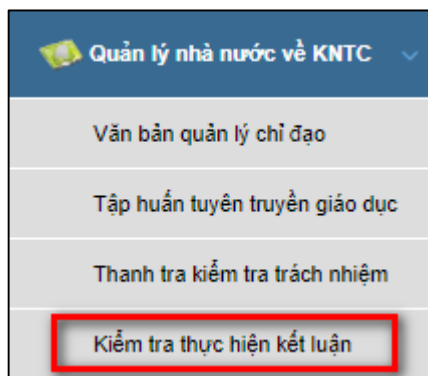 Quản lý nhà nước về KNTC
Văn bản quản lý chỉ đạo
Tập huấn tuyên truyền giáo dục
Thanh tra kiểm tra trách nhiệm
Kiểm tra thực hiện kết luận